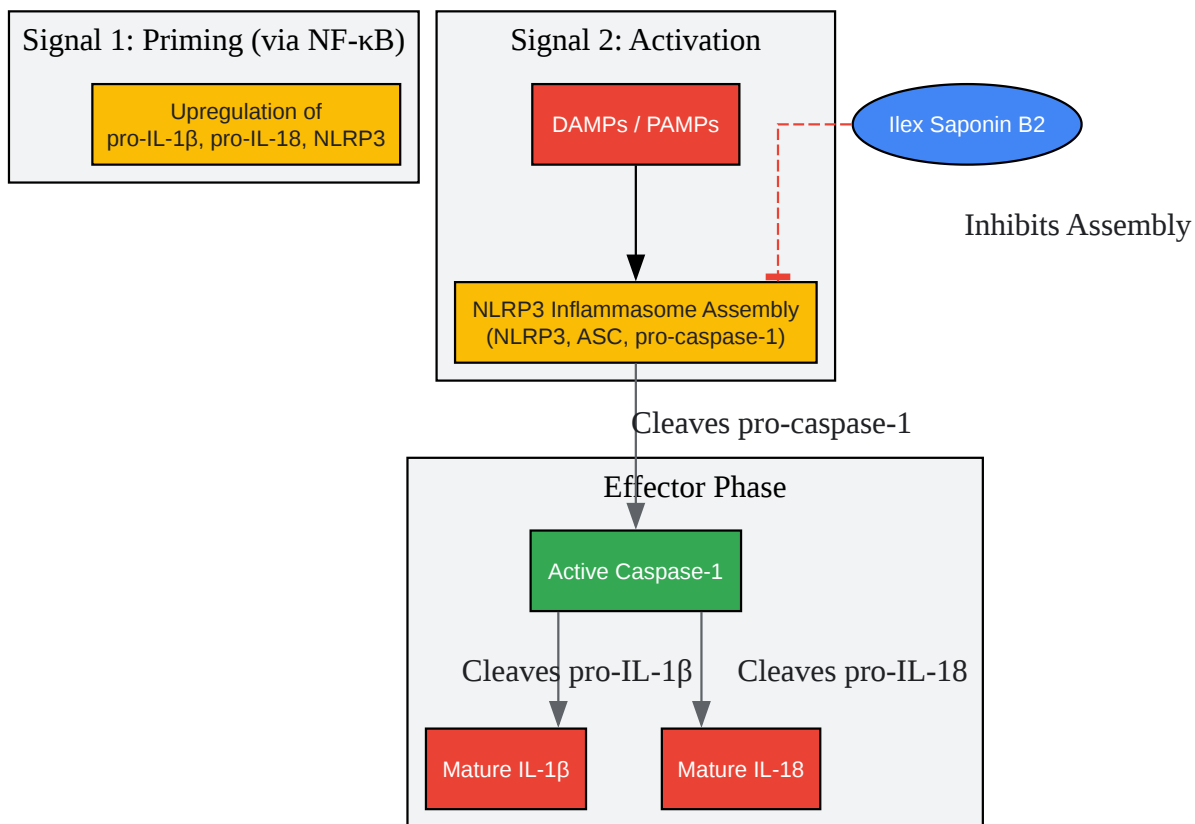 Signal 1: Priming (via NF-κB)
Upregulation of
pro-IL-1β, pro-IL-18, NLRP3
Signal 2: Activation
DAMPs / PAMPs
Ilex Saponin B2
Inhibits Assembly
NLRP3 Inflammasome Assembly
(NLRP3, ASC, pro-caspase-1)
Cleaves pro-caspase-1
Effector Phase
Active Caspase-1
Cleaves pro-IL-1β
Cleaves pro-IL-18
Mature IL-1β
Mature IL-18